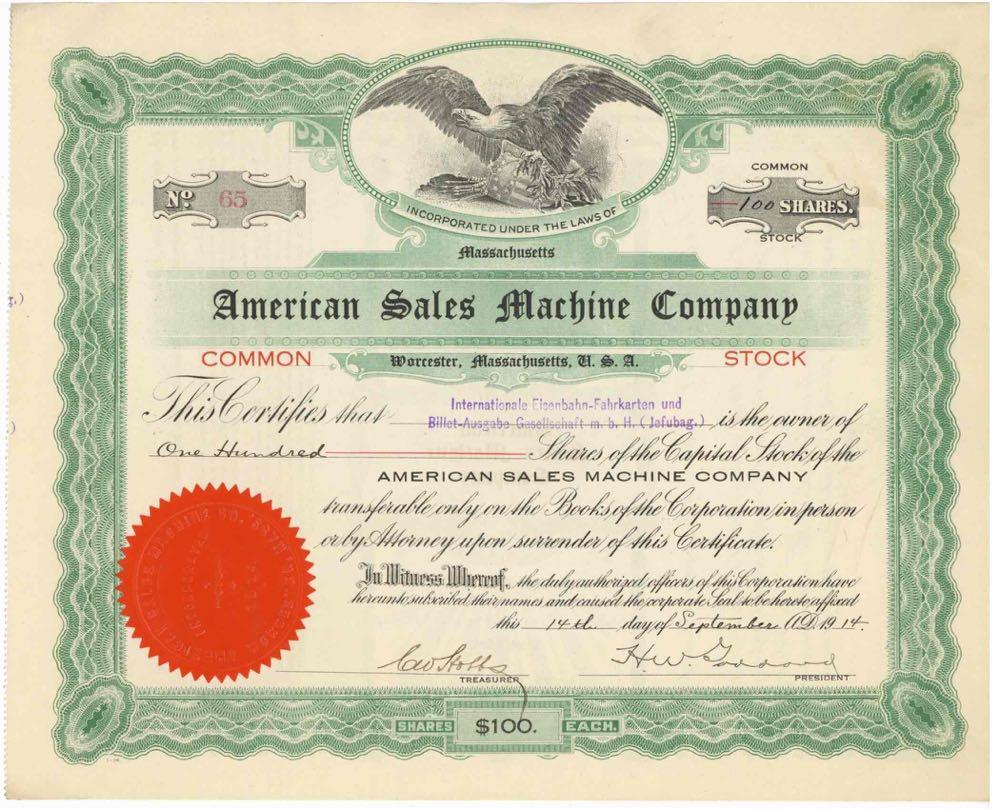 INCORPORATED UNDER THE LAWS OF
Massachusetts
Nº 65
COMMON
100 SHARES.
STOCK
American Sales Machine Company
COMMON
Worcester, Massachusetts, U. S. A.
STOCK
This Certifies that Internationale Eisenbahn-Fahrkarten und
Billet-Ausgabe Gesellschaft m. b. H. (Jefubag.) is the owner of
One Hundred Shares of the Capital Stock of the
AMERICAN SALES MACHINE COMPANY
transferable only on the Books of the Corporation in person
or by Attorney upon surrender of this Certificate.
In Witness Whereof, the duly authorized officers of this Corporation have
hereunto subscribed their names and caused the corporate Seal to be hereto affixed
this 14th day of September A.D. 1914.
H. W. Goddard
TREASURER
PRESIDENT
SHARES $100. EACH.